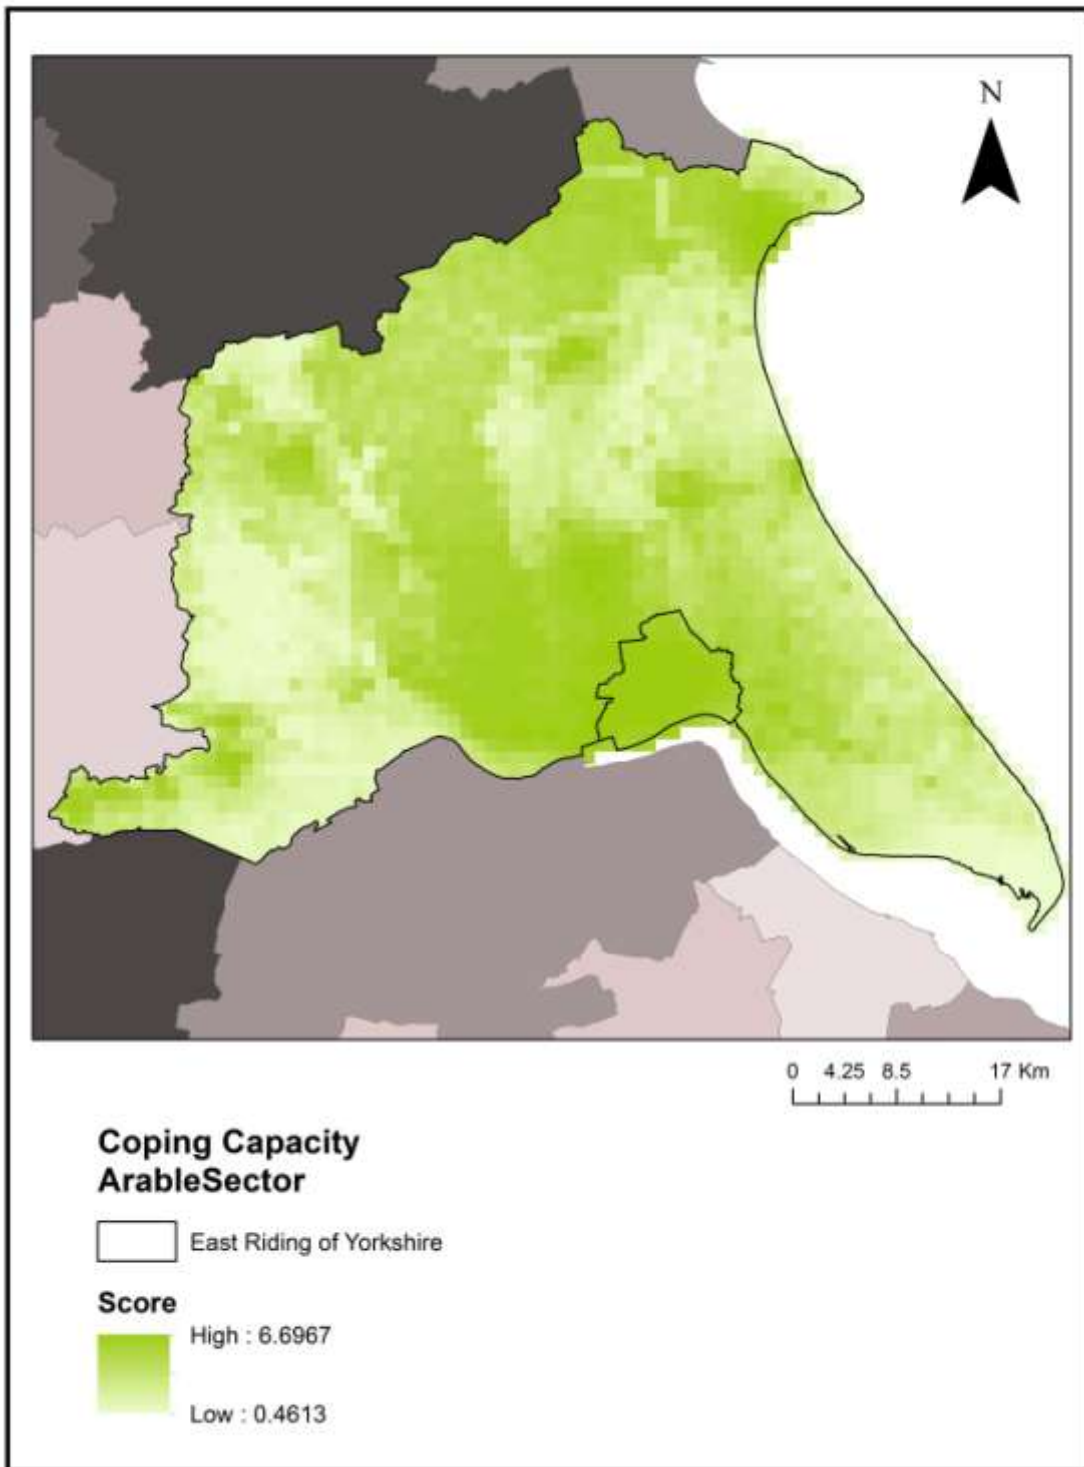 N
0 4.25 8.5 17 Km
Coping Capacity
ArableSector
East Riding of Yorkshire
Score
High : 6.6967
Low : 0.4613